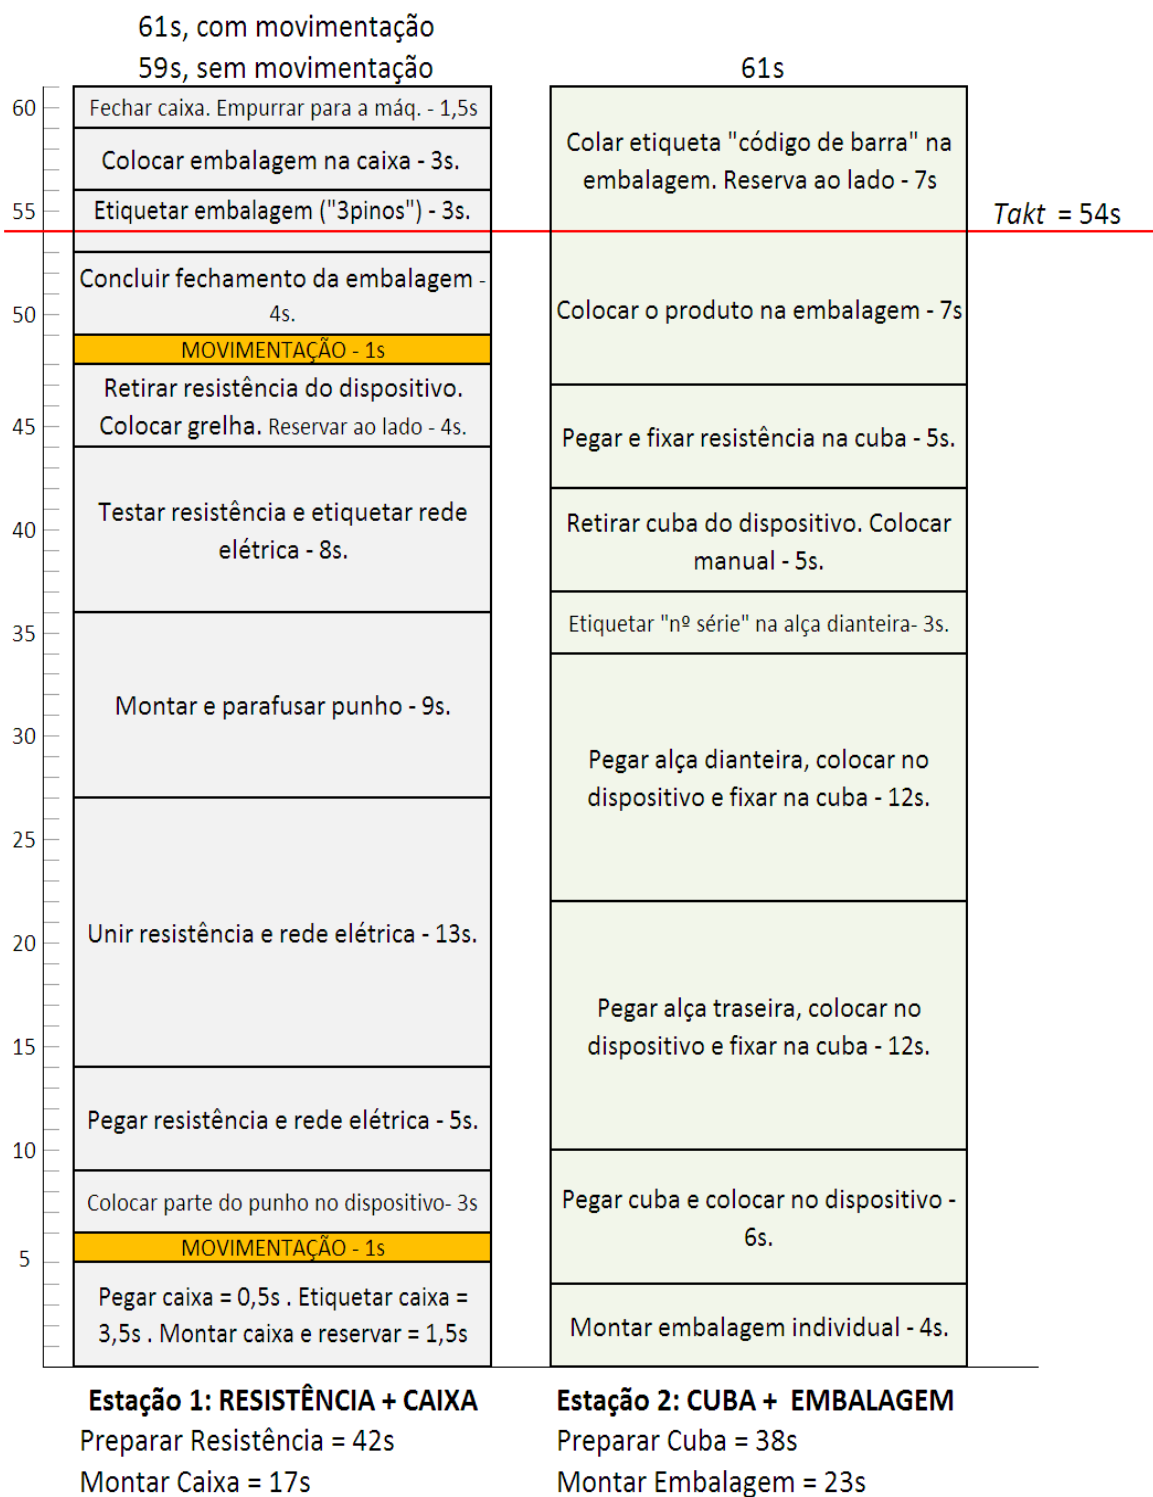 61s, com movimentação
59s, sem movimentação
61s
60
Fechar caixa. Empurrar para a máq. - 1,5s
Colocar embalagem na caixa - 3s.
55
Etiquetar embalagem ("3pinos") - 3s.
Concluir fechamento da embalagem -
4s.
50
MOVIMENTAÇÃO - 1s
Retirar resistência do dispositivo.
Colocar grelha. Reservar ao lado - 4s.
45
Testar resistência e etiquetar rede
elétrica - 8s.
40
35
Montar e parafusar punho - 9s.
30
25
Unir resistência e rede elétrica - 13s.
20
15
Pegar resistência e rede elétrica - 5s.
10
Colocar parte do punho no dispositivo- 3s
MOVIMENTAÇÃO - 1s
5
Pegar caixa = 0,5s . Etiquetar caixa =
3,5s . Montar caixa e reservar = 1,5s
Colar etiqueta "código de barra" na
embalagem. Reserva ao lado - 7s
Takt = 54s
Colocar o produto na embalagem - 7s
Pegar e fixar resistência na cuba - 5s.
Retirar cuba do dispositivo. Colocar
manual - 5s.
Etiquetar "nº série" na alça dianteira- 3s.
Pegar alça dianteira, colocar no
dispositivo e fixar na cuba - 12s.
Pegar alça traseira, colocar no
dispositivo e fixar na cuba - 12s.
Pegar cuba e colocar no dispositivo -
6s.
Montar embalagem individual - 4s.
Estação 1: RESISTÊNCIA + CAIXA
Preparar Resistência = 42s
Montar Caixa = 17s
Estação 2: CUBA + EMBALAGEM
Preparar Cuba = 38s
Montar Embalagem = 23s